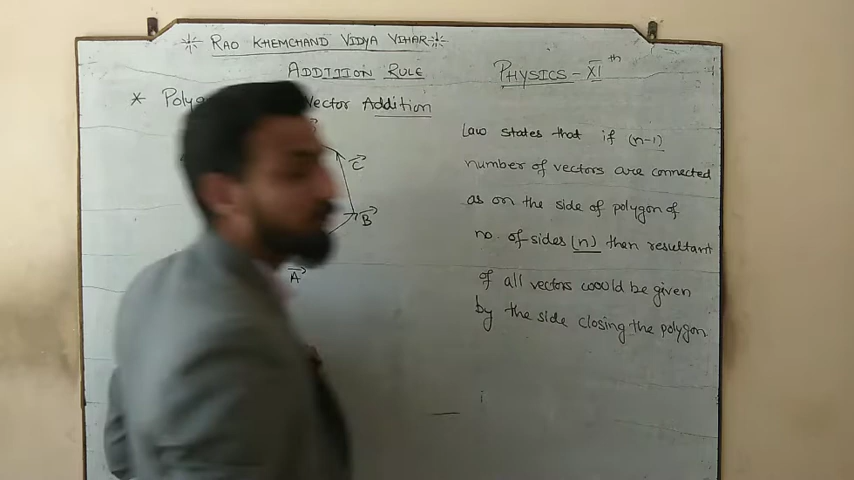 RAO KHEMCHAND VIDYA VIHAR
ADDITION RULE
PHYSICS - XI th
* Vector Addition
Law states that if (n-1)
number of vectors are connected
as on the side of polygon of
no. of sides (n) then resultant
of all vectors would be given
by the side closing the polygon
C
B
A